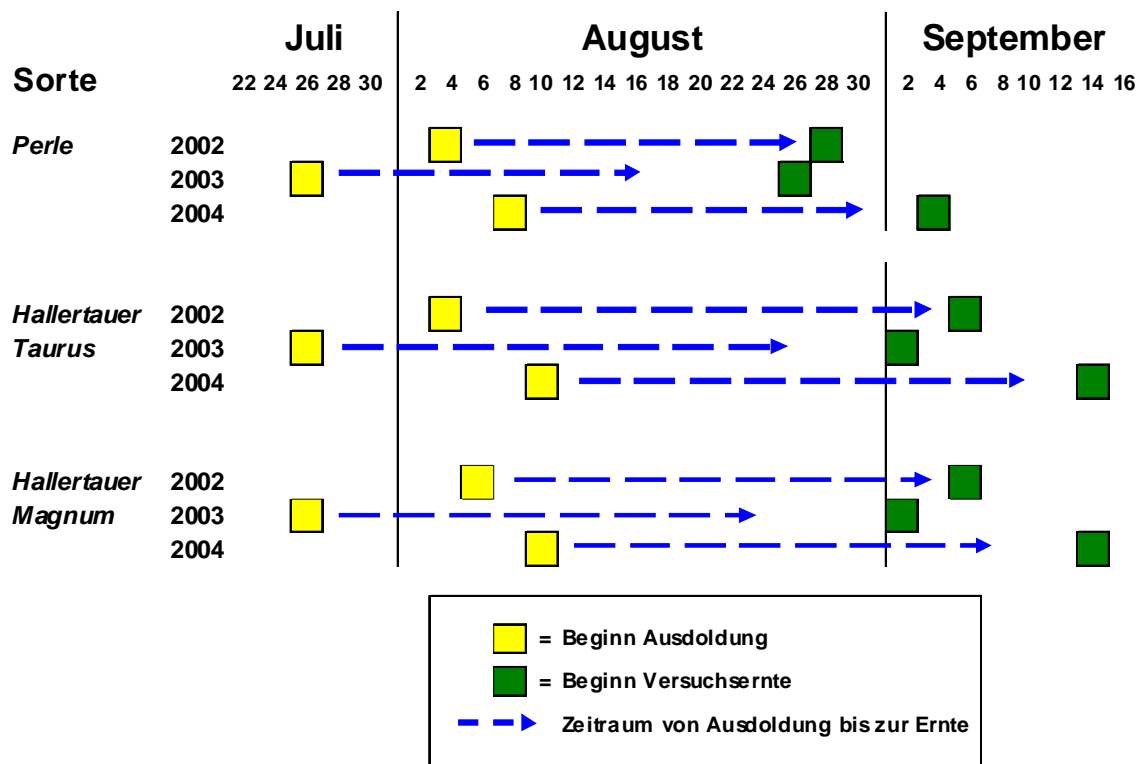 Juli August September
Sorte 22 24 26 28 30 2 4 6 8 10 12 14 16 18 20 22 24 26 28 30 2 4 6 8 10 12 14 16
Perle 2002
2003
2004
Hallertauer 2002
Taurus 2003
2004
Hallertauer 2002
Magnum 2003
2004
= Beginn Ausdoldung
= Beginn Versuchsernte
Zeitraum von Ausdoldung bis zur Ernte